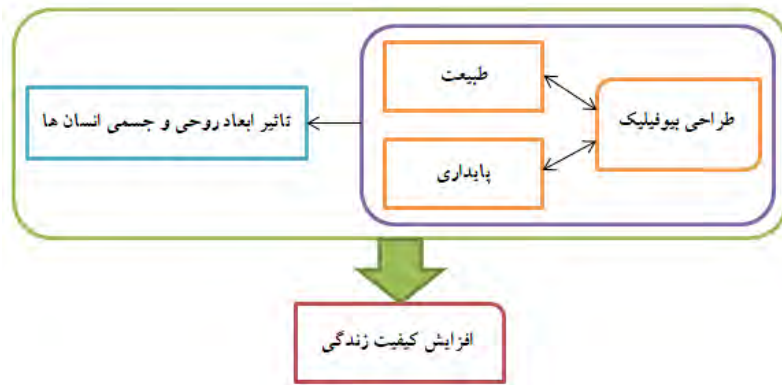 طبیعت
طراحی بیوفیلیک
تاثیر ابعاد روحی و جسمی انسان ها
پایداری
افزایش کیفیت زندگی